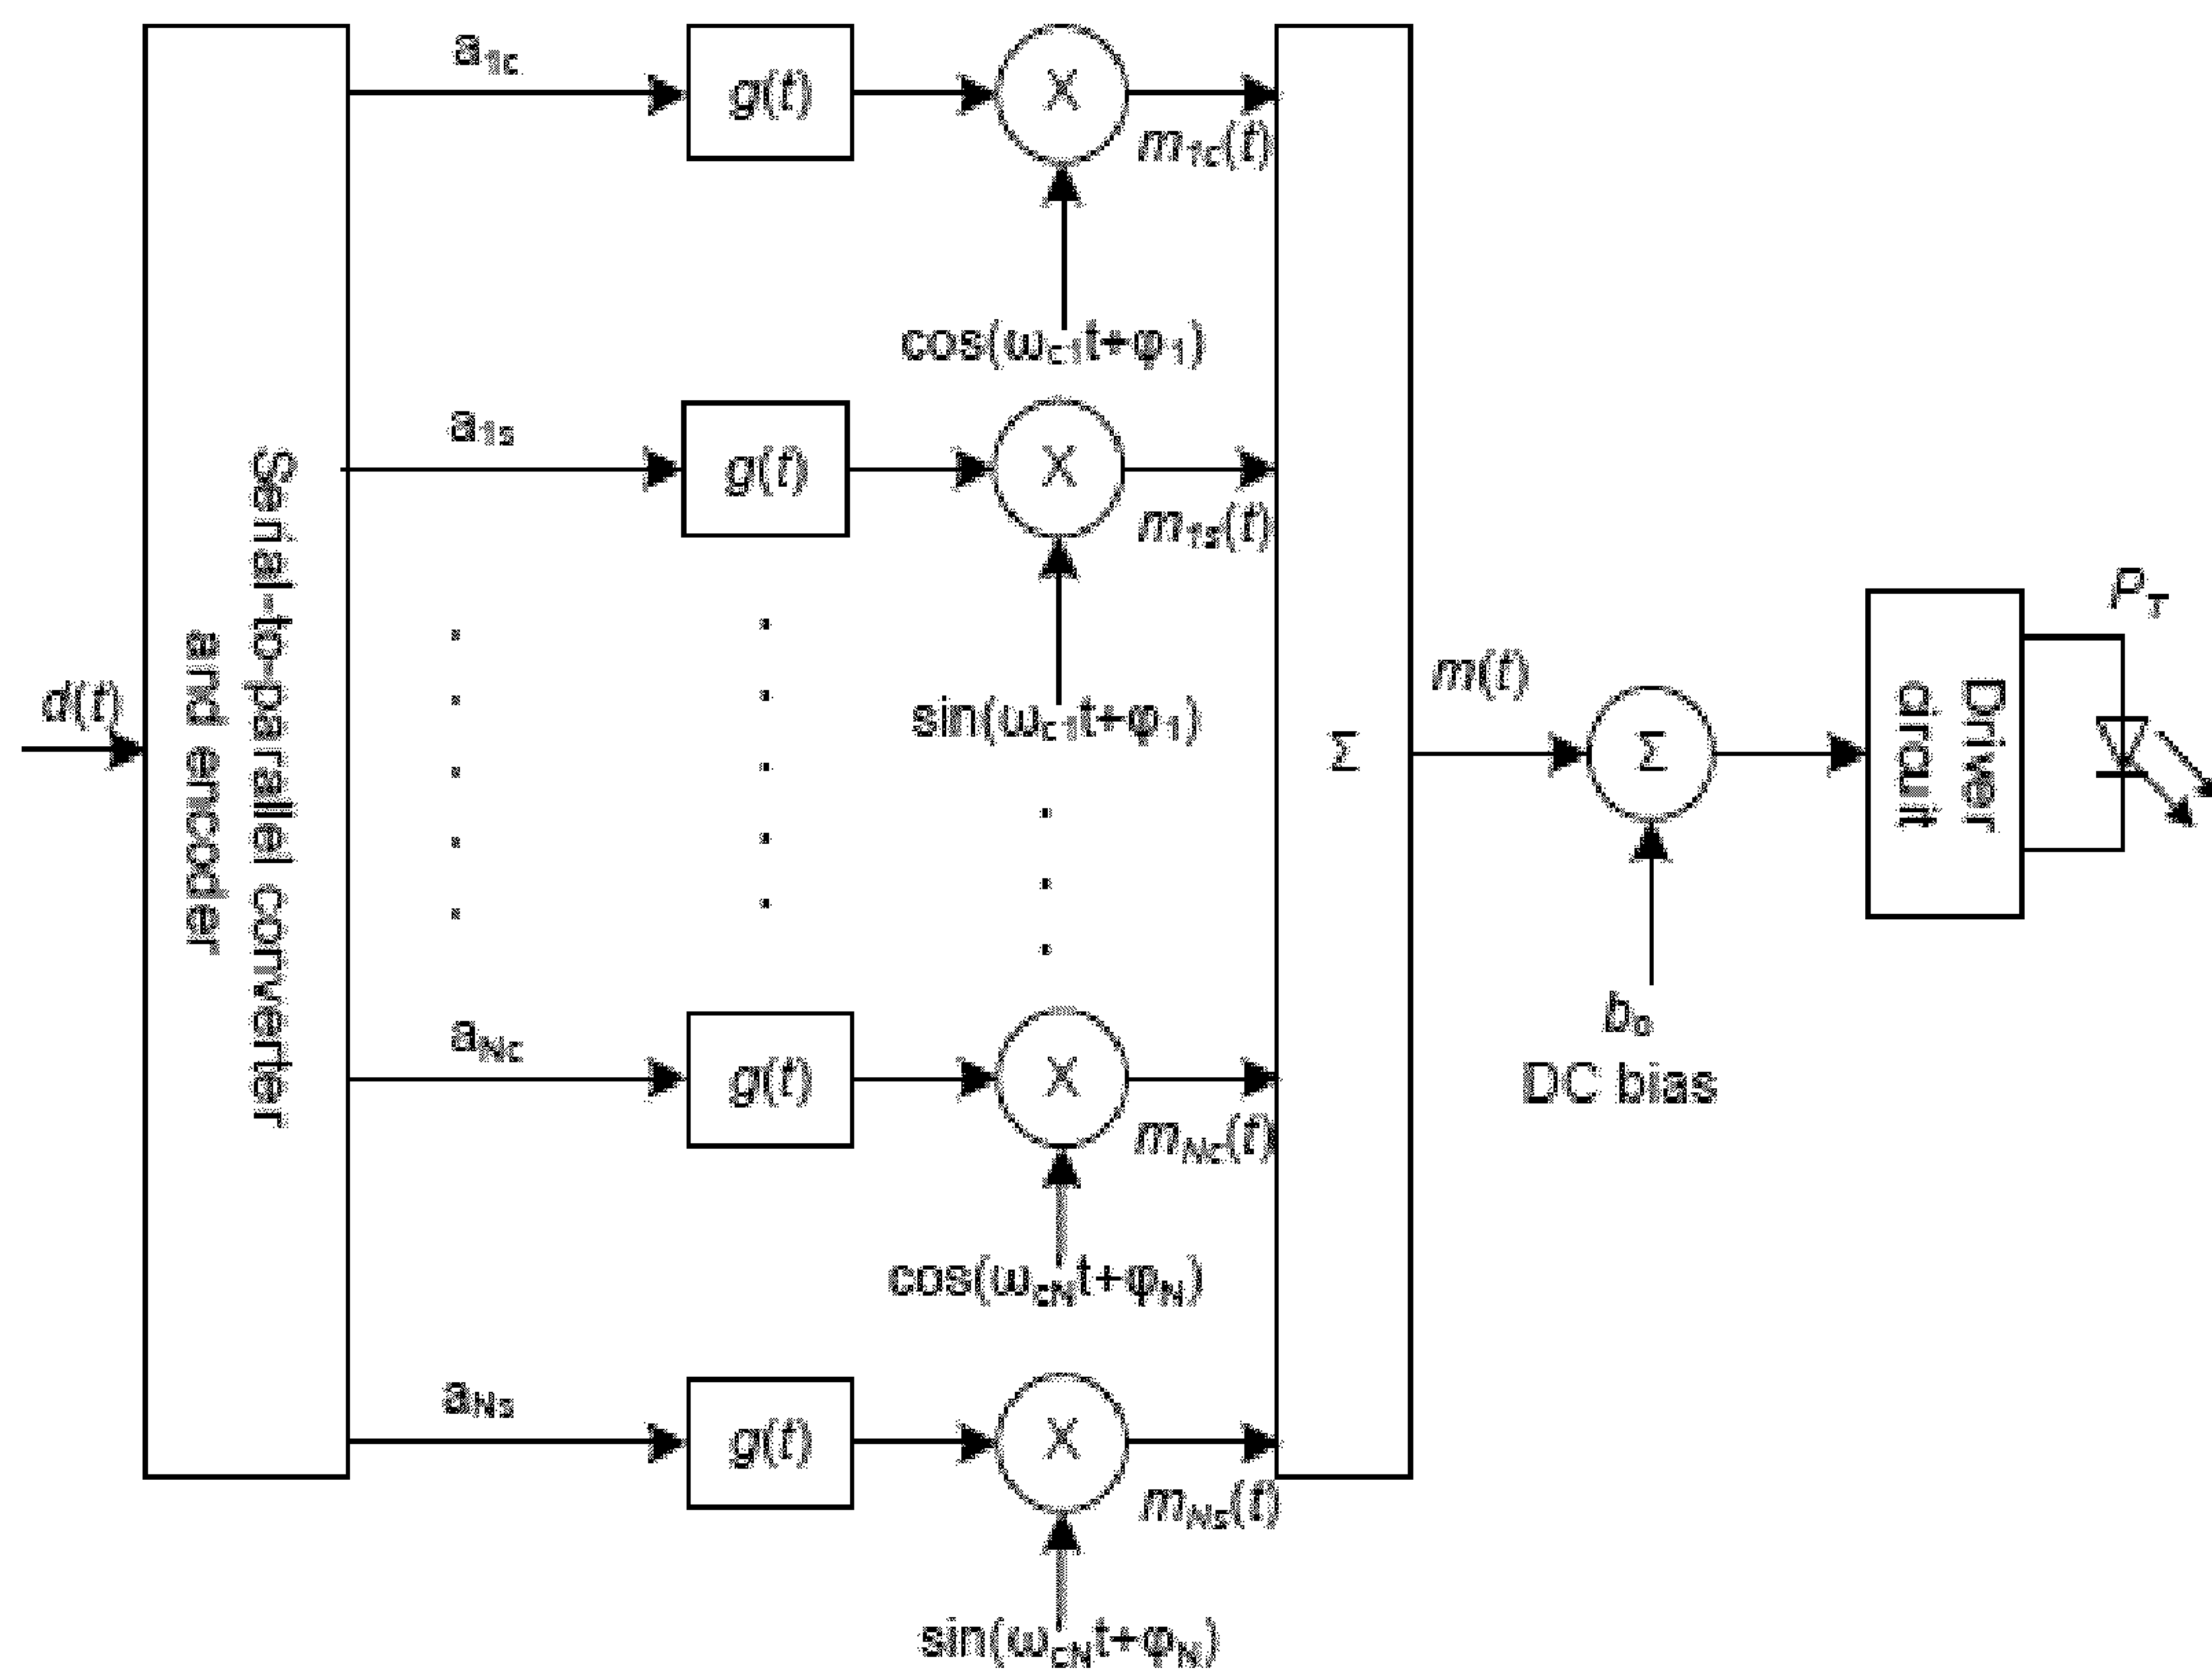 a1c
g(t)
X
m1c(t)
cos(ωc1t+φ1)
a1s
g(t)
X
m1s(t)
sin(ωc1t+φ1)
d(t)
Serial-to-parallel converter
and encoder
Σ
m(t)
Σ
b0
DC bias
Driver
circuit
PT
aNc
g(t)
X
mNc(t)
cos(ωcNt+φN)
aNs
g(t)
X
mNs(t)
sin(ωcNt+φN)